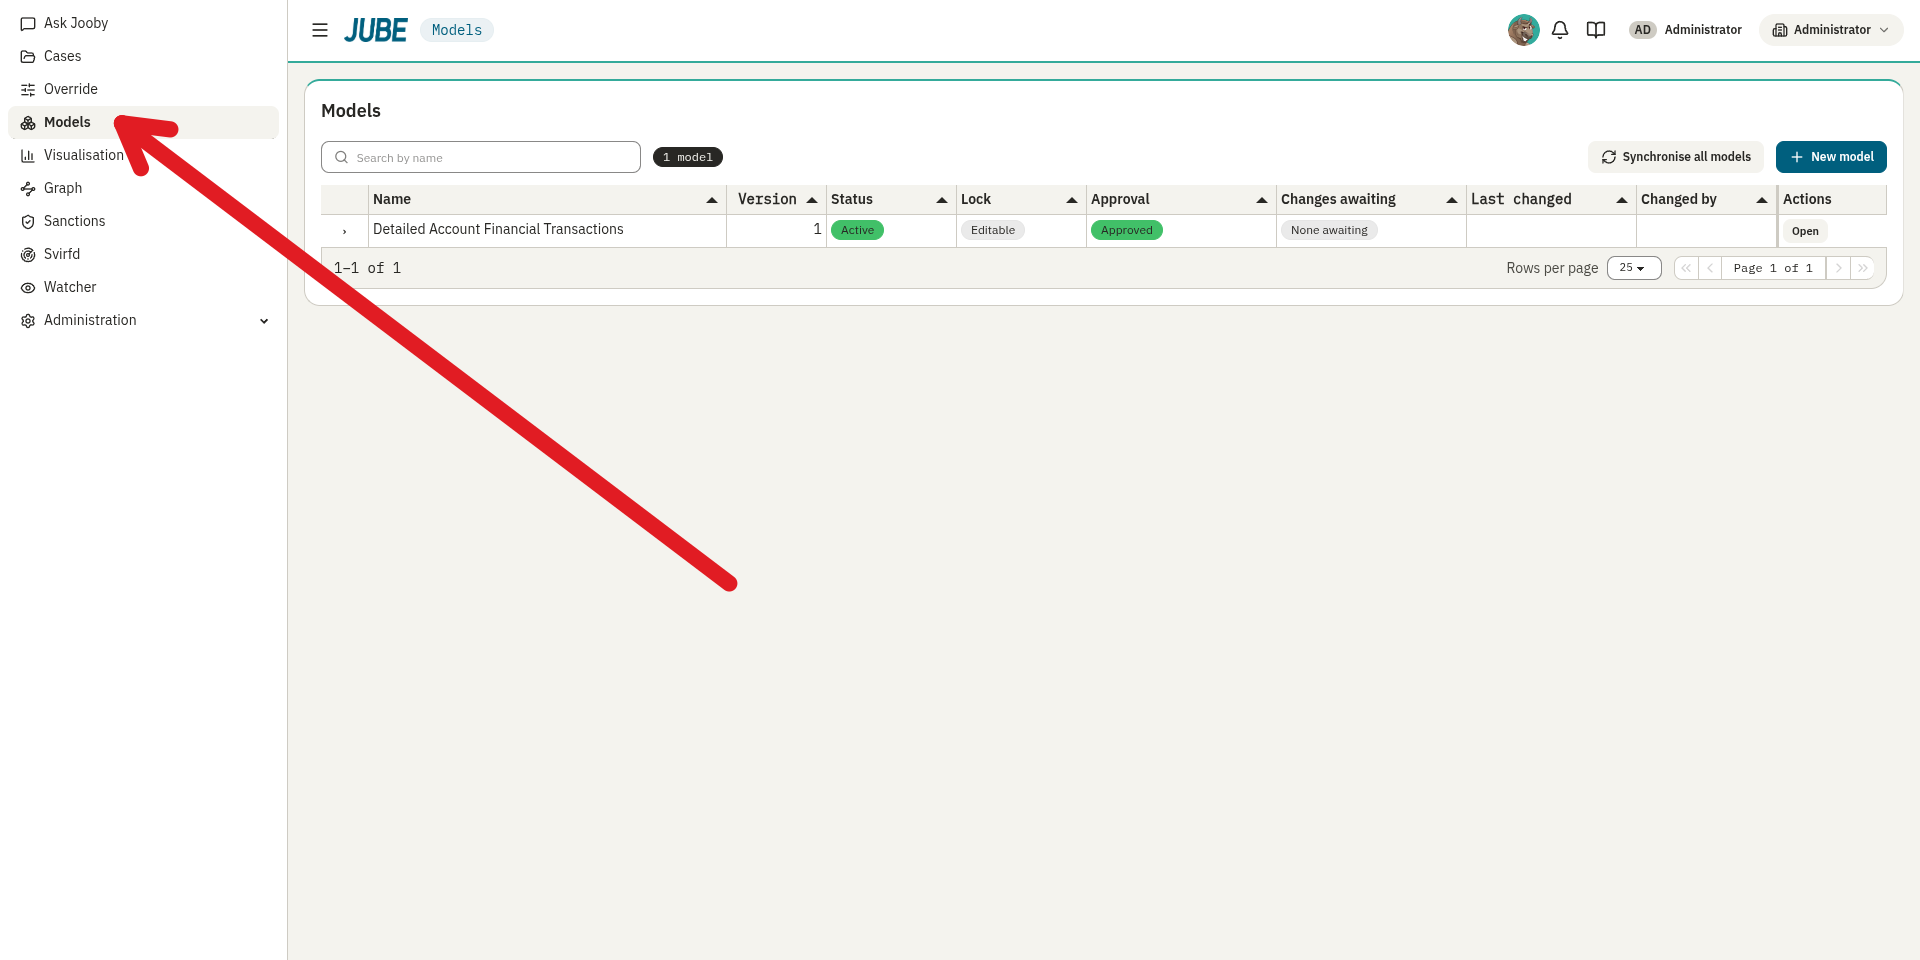 Ask Jooby
Cases
Override
Models
Visualisation
Graph
Sanctions
Svirfd
Watcher
Administration
JUBE Models
AD Administrator Administrator
Models
Search by name 1 model Synchronise all models New model
Name Version Status Lock Approval Changes awaiting Last changed Changed by Actions
Detailed Account Financial Transactions 1 Active Editable Approved None awaiting Open
1–1 of 1 Rows per page 25 Page 1 of 1